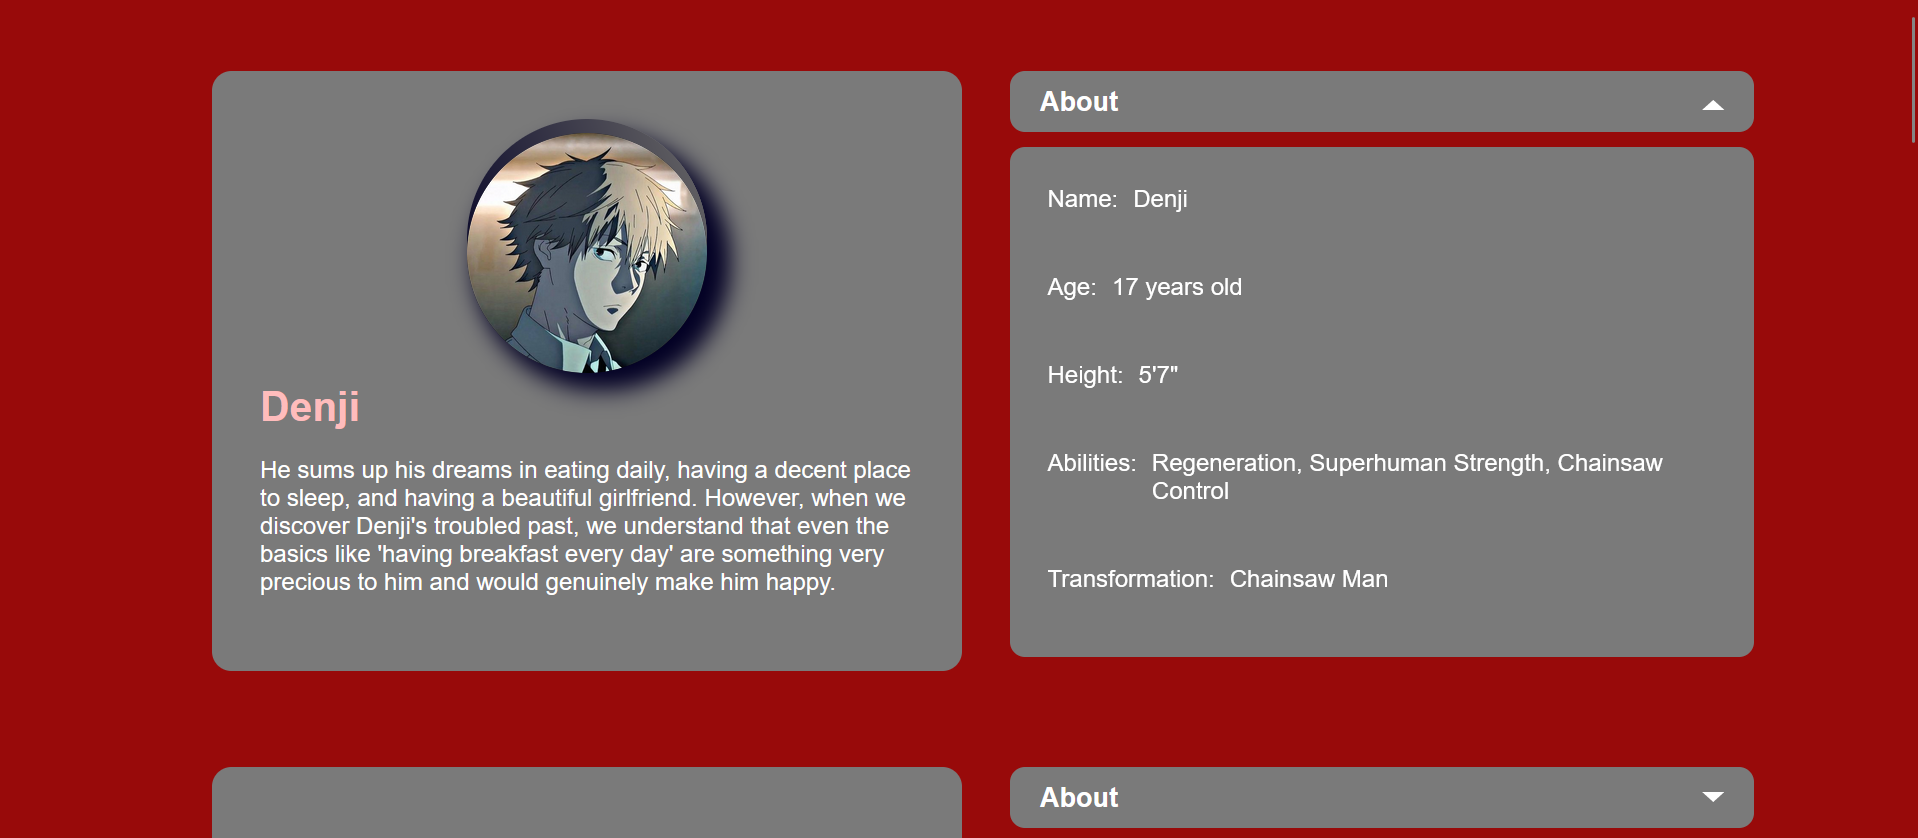 Denji
He sums up his dreams in eating daily, having a decent place
to sleep, and having a beautiful girlfriend. However, when we
discover Denji's troubled past, we understand that even the
basics like 'having breakfast every day' are something very
precious to him and would genuinely make him happy.
About
Name: Denji
Age: 17 years old
Height: 5'7"
Abilities: Regeneration, Superhuman Strength, Chainsaw
Control
Transformation: Chainsaw Man
About